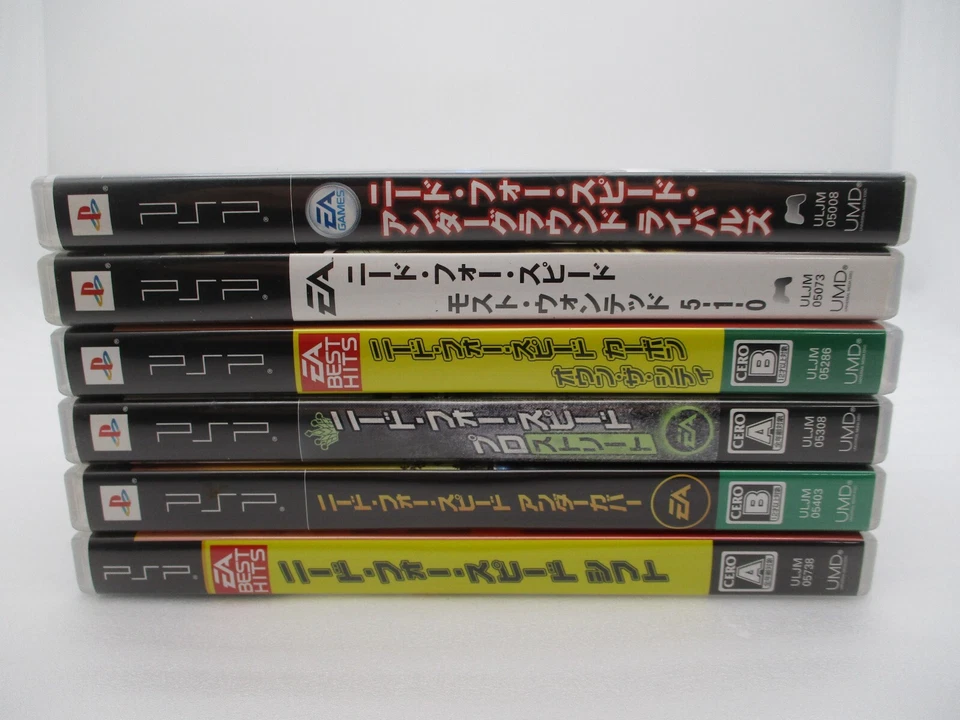 PSP
EA GAMES
ニード・フォー・スピード・
アンダーグラウンド ライバルズ
ULJM
05008
UMD
PSP
EA
ニード・フォー・スピード
モスト・ウォンテッド 5-1-0
ULJM
05073
UMD
PSP
EA
BEST
HITS
ニード・フォー・スピード カーボン
オウン・ザ・シティ
CERO
B
ULJM
05286
UMD
PSP
ニード・フォー・スピード
プロストリート
EA
CERO
A
ULJM
05308
UMD
PSP
ニード・フォー・スピード アンダーカバー
EA
CERO
B
ULJM
05403
UMD
PSP
EA
BEST
HITS
ニード・フォー・スピード シフト
CERO
A
ULJM
05738
UMD